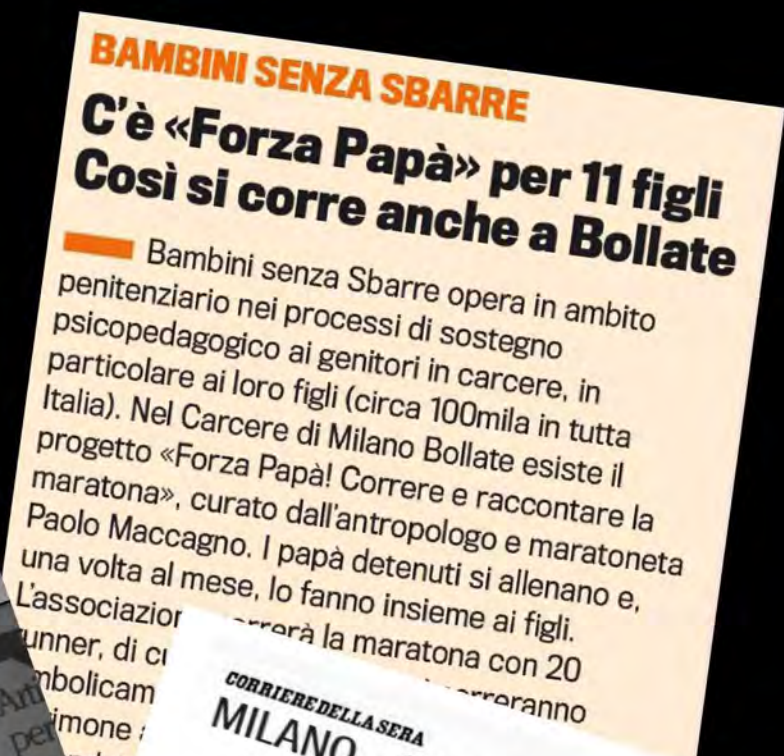 BAMBINI SENZA SBARRE
C'è «Forza Papà» per 11 figli
Così si corre anche a Bollate
Bambini senza Sbarre opera in ambito
penitenziario nei processi di sostegno
psicopedagogico ai genitori in carcere, in
particolare ai loro figli (circa 100mila in tutta
Italia). Nel Carcere di Milano Bollate esiste il
progetto «Forza Papà! Correre e raccontare la
maratona», curato dall'antropologo e maratoneta
Paolo Maccagno. I papà detenuti si allenano e,
una volta al mese, lo fanno insieme ai figli.
la maratona con 20
di
CORRIERE DELLA SERA
MILANO